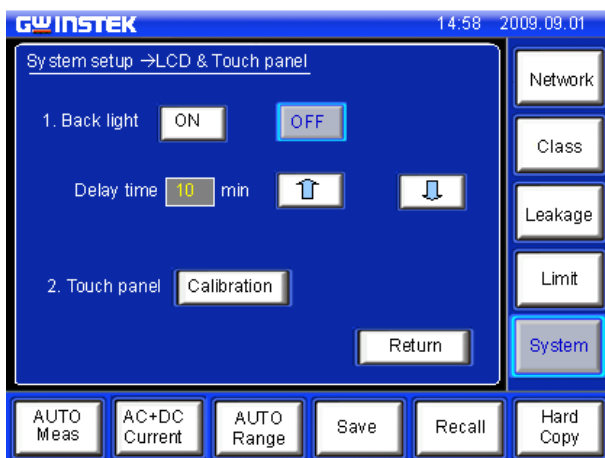 GWINSTEK 14:58 2009.09.01
System setup →LCD & Touch panel
1. Back light ON OFF
Delay time 10 min
2. Touch panel Calibration
Return
Network
Class
Leakage
Limit
System
AUTO
Meas
AC+DC
Current
AUTO
Range
Save
Recall
Hard
Copy